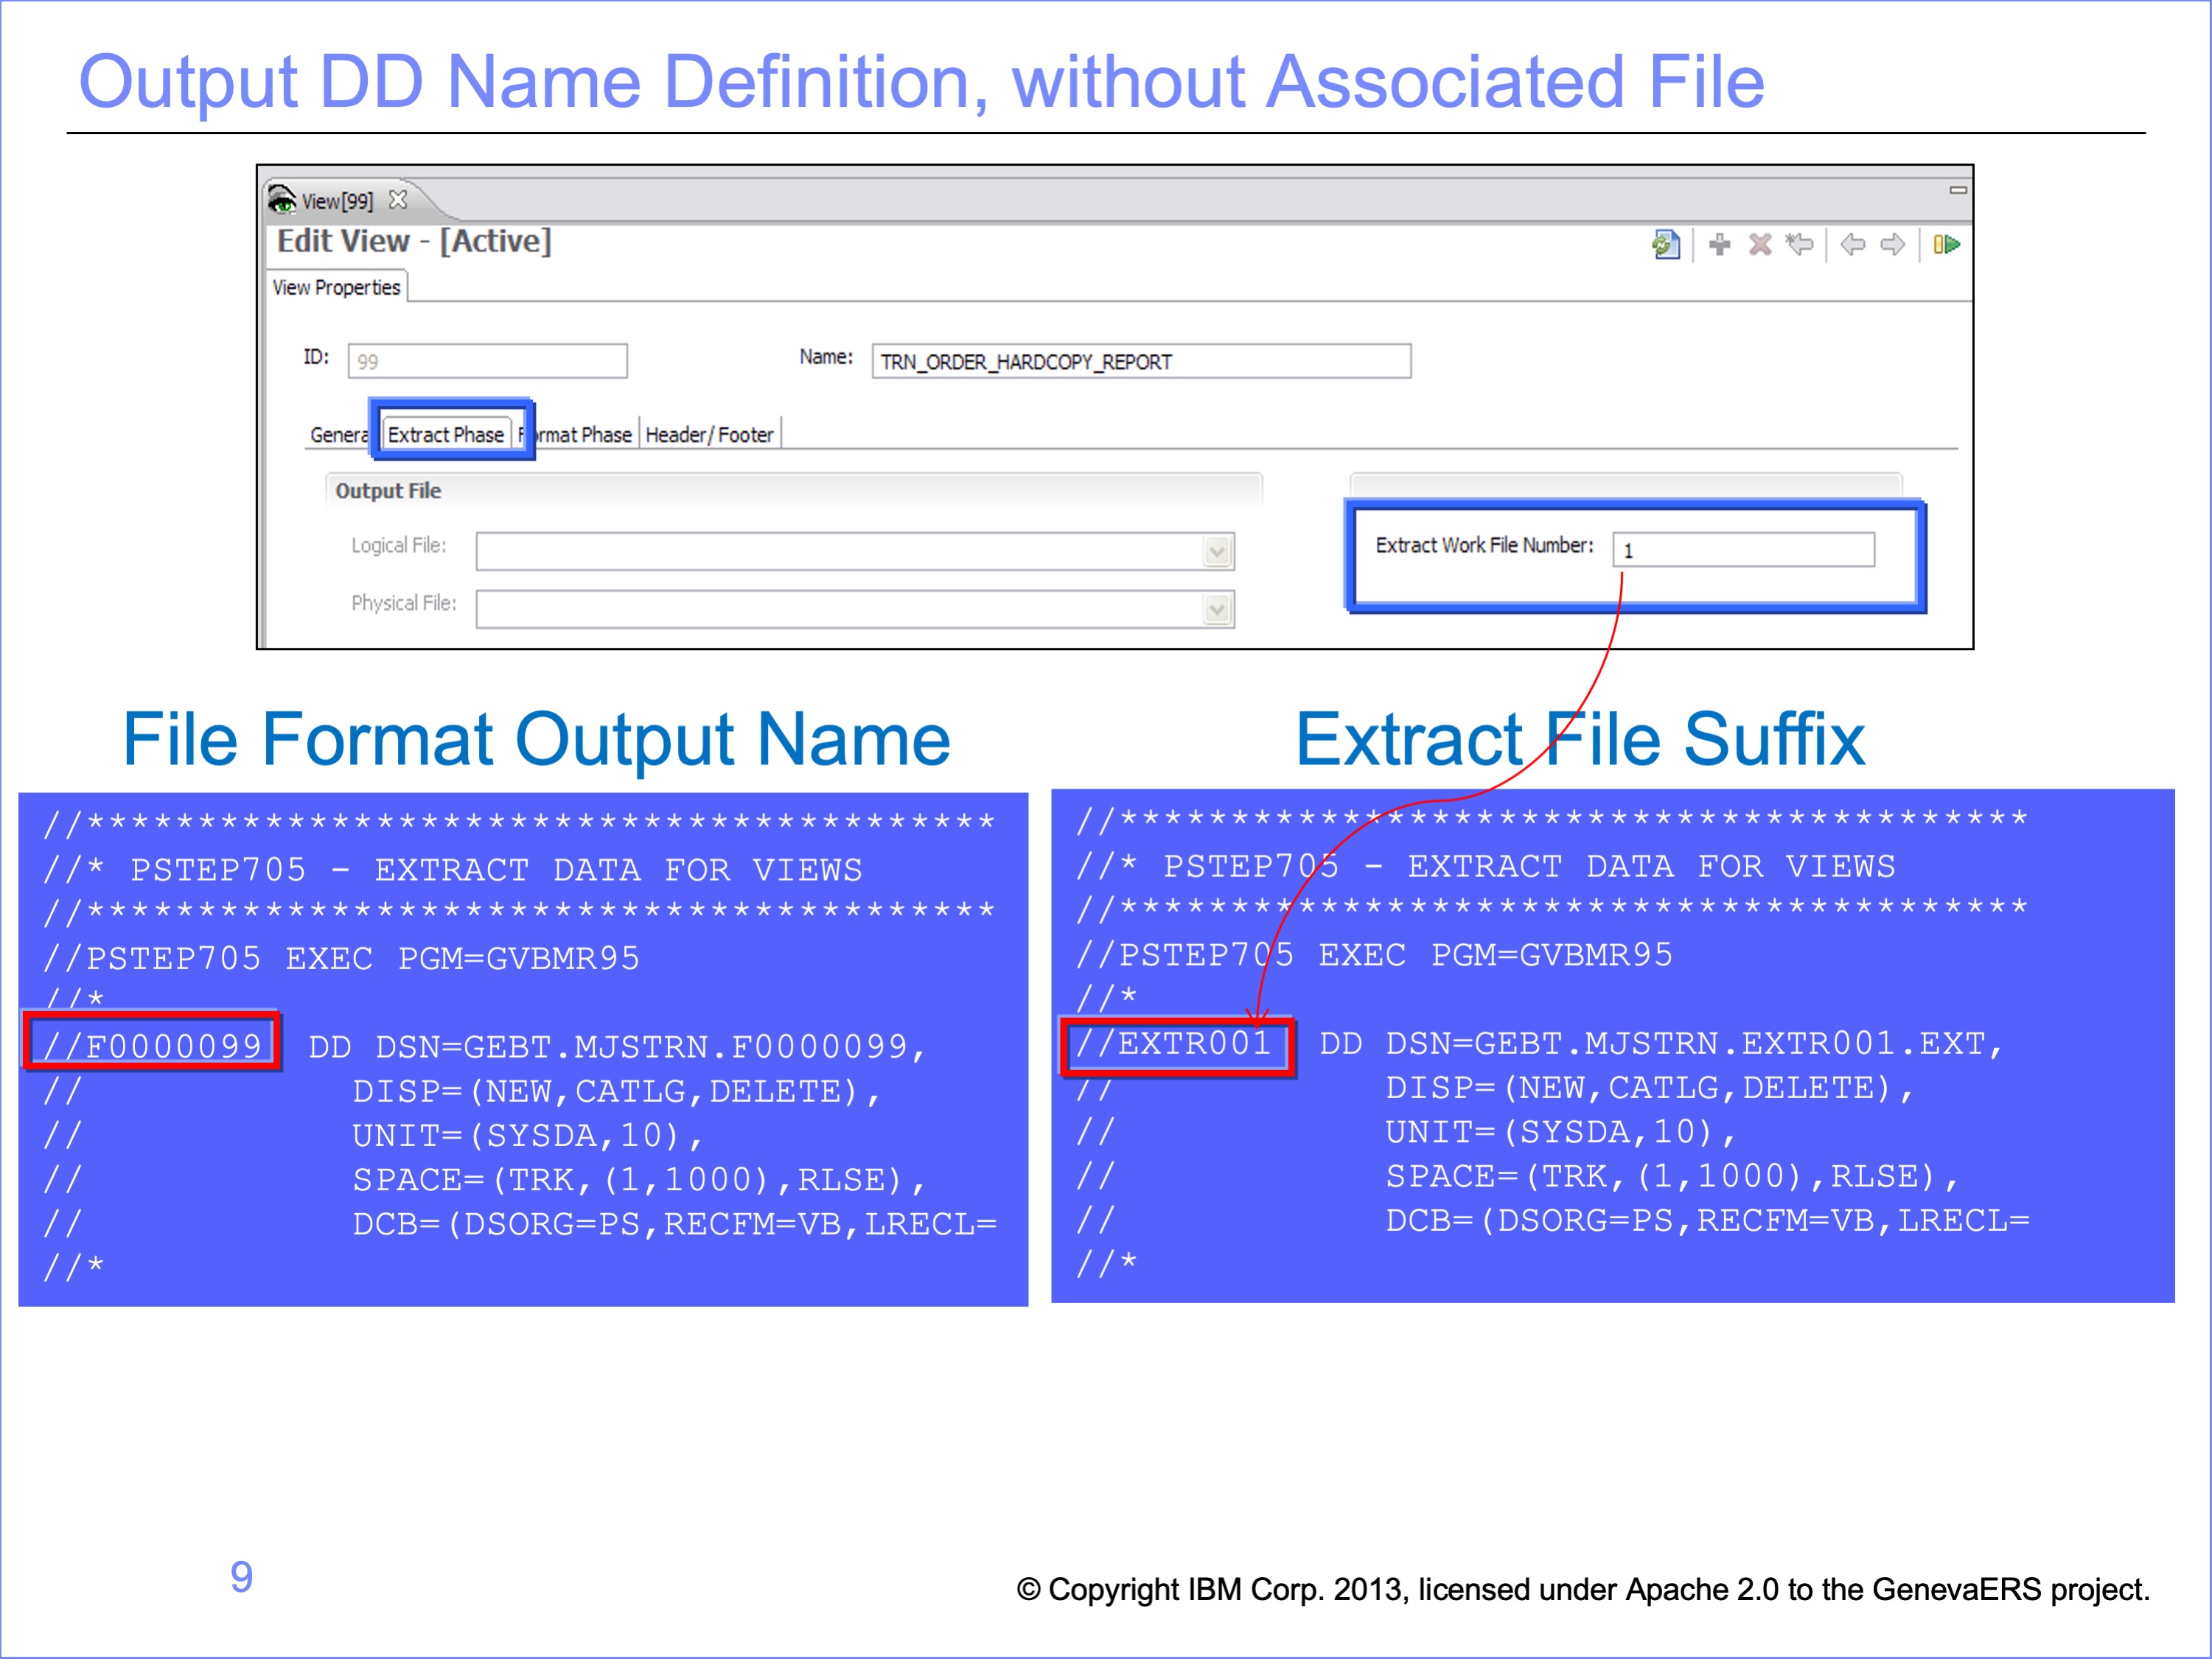 Output DD Name Definition, without Associated File
View[99]
Edit View - [Active]
View Properties
ID: 99 Name: TRN_ORDER_HARDCOPY_REPORT
Genera Extract Phase F rmat Phase Header/Footer
Output File
Logical File:
Extract Work File Number: 1
Physical File:
File Format Output Name
//*****************************************
//* PSTEP705 - EXTRACT DATA FOR VIEWS
//*****************************************
//PSTEP705 EXEC PGM=GVBMR95
//*
//F0000099 DD DSN=GEBT.MJSTRN.F0000099,
// DISP=(NEW,CATLG,DELETE),
// UNIT=(SYSDA,10),
// SPACE=(TRK,(1,1000),RLSE),
// DCB=(DSORG=PS,RECFM=VB,LRECL=
//*
Extract File Suffix
//*****************************************
//* PSTEP705 - EXTRACT DATA FOR VIEWS
//*****************************************
//PSTEP705 EXEC PGM=GVBMR95
//*
//EXTR001 DD DSN=GEBT.MJSTRN.EXTR001.EXT,
// DISP=(NEW,CATLG,DELETE),
// UNIT=(SYSDA,10),
// SPACE=(TRK,(1,1000),RLSE),
// DCB=(DSORG=PS,RECFM=VB,LRECL=
//*
9
© Copyright IBM Corp. 2013, licensed under Apache 2.0 to the GenevaERS project.